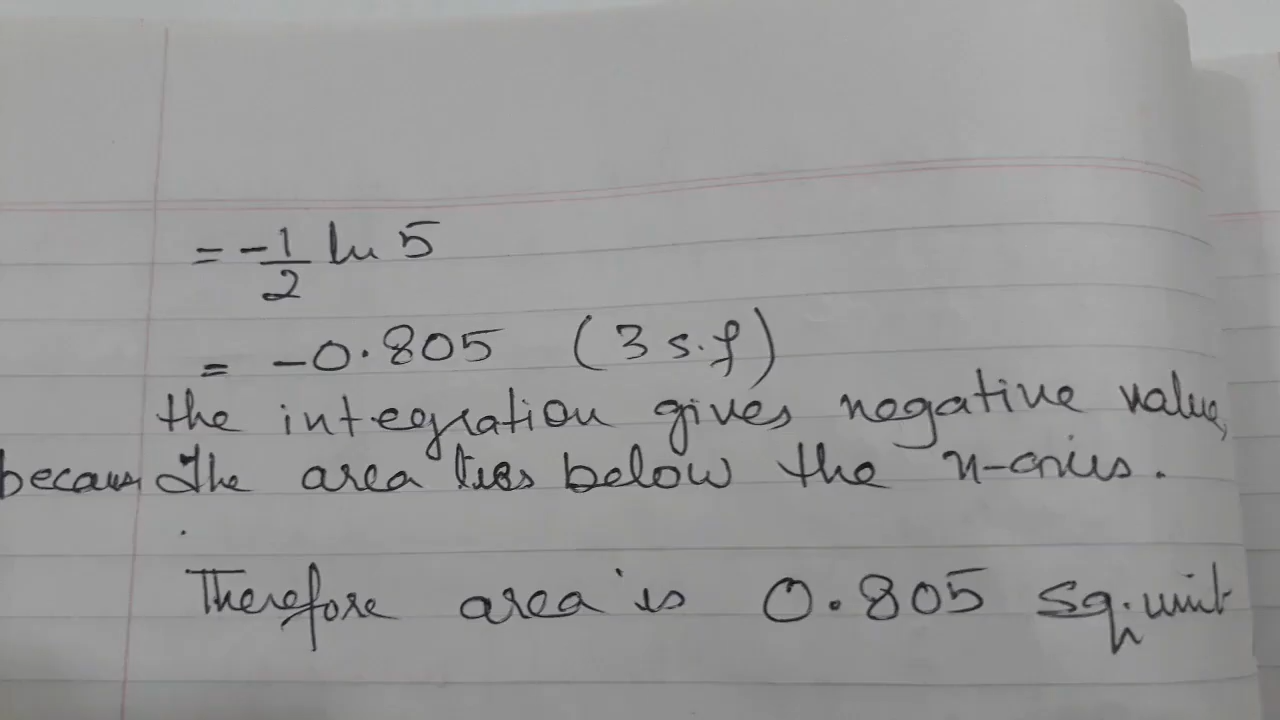 = -1/2 ln 5
= -0.805 (3 s.f)
the integration gives negative value,
because the area lies below the x-axis.
Therefore area is 0.805 sq. unit